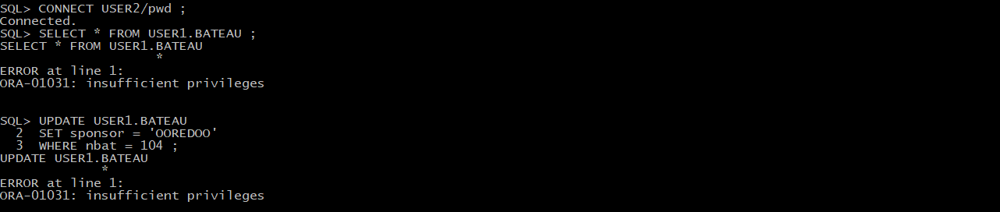 SQL> CONNECT USER2/pwd ;
Connected.
SQL> SELECT * FROM USER1.BATEAU ;
SELECT * FROM USER1.BATEAU
                    *
ERROR at line 1:
ORA-01031: insufficient privileges
SQL> UPDATE USER1.BATEAU
  2  SET sponsor = 'OOREDOO'
  3  WHERE nbat = 104 ;
UPDATE USER1.BATEAU
             *
ERROR at line 1:
ORA-01031: insufficient privileges